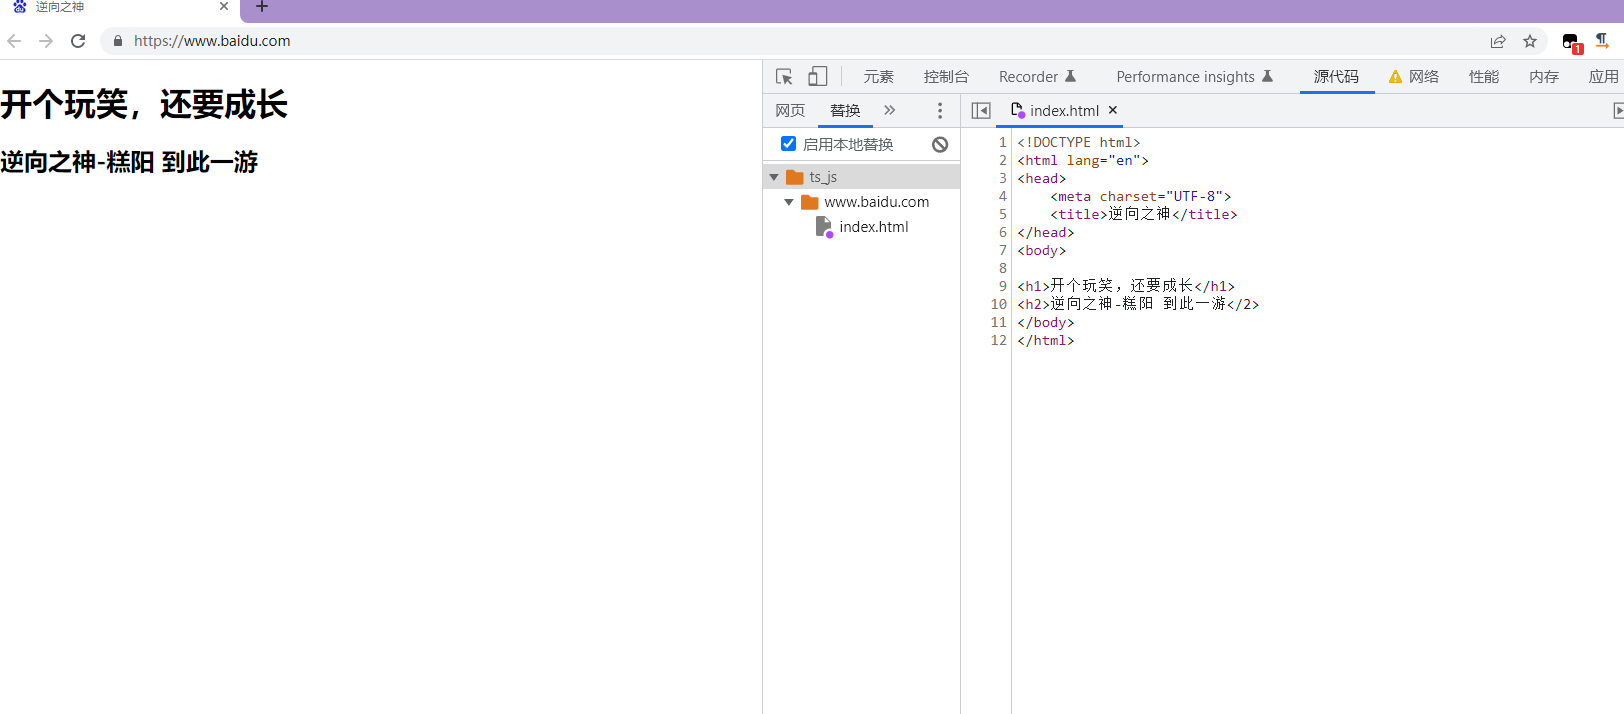 逆向之神
https://www.baidu.com
1
元素 控制台 Recorder Performance insights 源代码 网络 性能 内存 应用
网页 替换 index.html
启用本地替换
ts_js
www.baidu.com
index.html
开个玩笑，还要成长
逆向之神-糕阳 到此一游
1 <!DOCTYPE html>
2 <html lang="en">
3 <head>
4     <meta charset="UTF-8">
5     <title>逆向之神</title>
6 </head>
7 <body>
8
9 <h1>开个玩笑，还要成长</h1>
10 <h2>逆向之神-糕阳 到此一游</2>
11 </body>
12 </html>